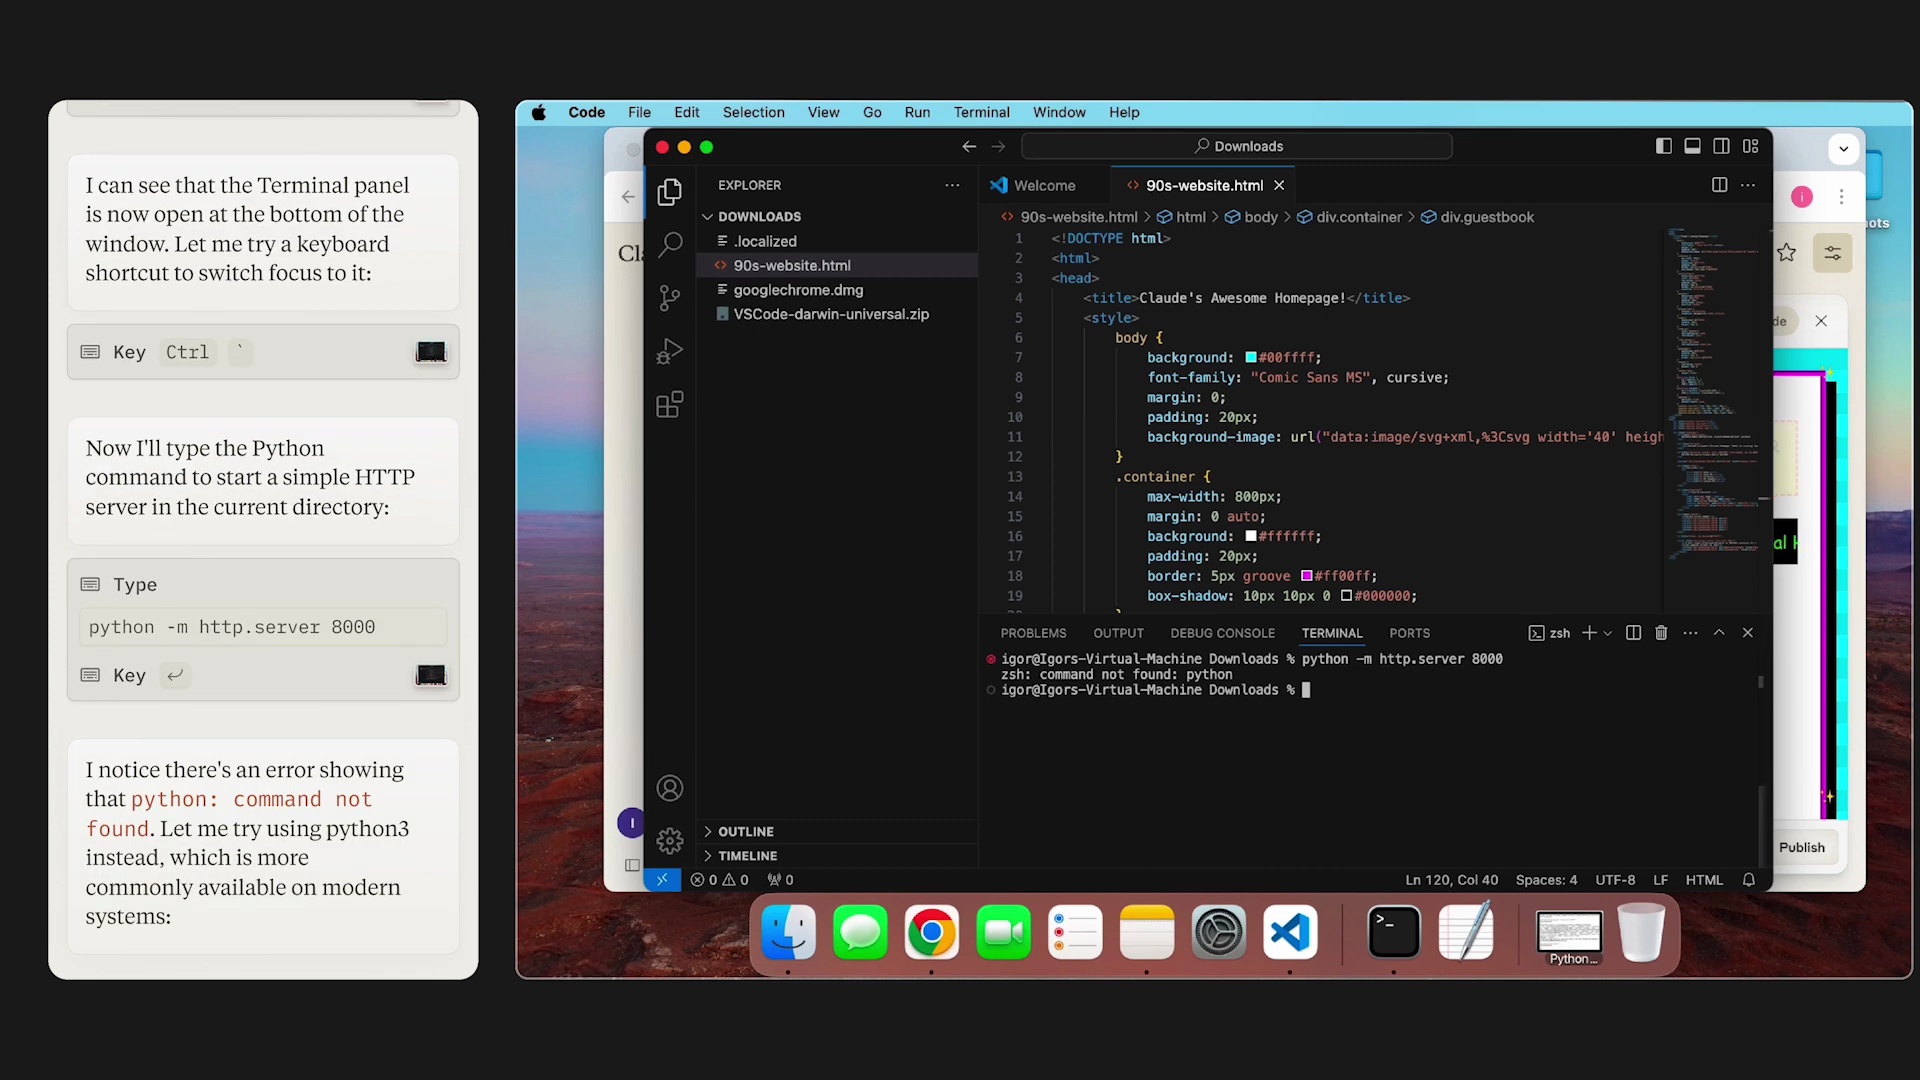 I can see that the Terminal panel
is now open at the bottom of the
window. Let me try a keyboard
shortcut to switch focus to it:
Key Ctrl `
Now I'll type the Python
command to start a simple HTTP
server in the current directory:
Type
python -m http.server 8000
Key
I notice there's an error showing
that python: command not
found. Let me try using python3
instead, which is more
commonly available on modern
systems:
Code File Edit Selection View Go Run Terminal Window Help
Downloads
EXPLORER
DOWNLOADS
.localized
90s-website.html
googlechrome.dmg
VSCode-darwin-universal.zip
OUTLINE
TIMELINE
Welcome 90s-website.html
90s-website.html > html > body > div.container > div.guestbook
1 <!DOCTYPE html>
2 <html>
3 <head>
4 <title>Claude's Awesome Homepage!</title>
5 <style>
6 body {
7 background: #00ffff;
8 font-family: "Comic Sans MS", cursive;
9 margin: 0;
10 padding: 20px;
11 background-image: url("data:image/svg+xml,%3Csvg width='40' heigh
12 }
13 .container {
14 max-width: 800px;
15 margin: 0 auto;
16 background: #ffffff;
17 padding: 20px;
18 border: 5px groove #ff00ff;
19 box-shadow: 10px 10px 0 #000000;
PROBLEMS OUTPUT DEBUG CONSOLE TERMINAL PORTS zsh
igor@Igors-Virtual-Machine Downloads % python -m http.server 8000
zsh: command not found: python
igor@Igors-Virtual-Machine Downloads %
0 0 0 Ln 120, Col 40 Spaces: 4 UTF-8 LF HTML
Cla
I
i
ots
de
al
Publish
Python...